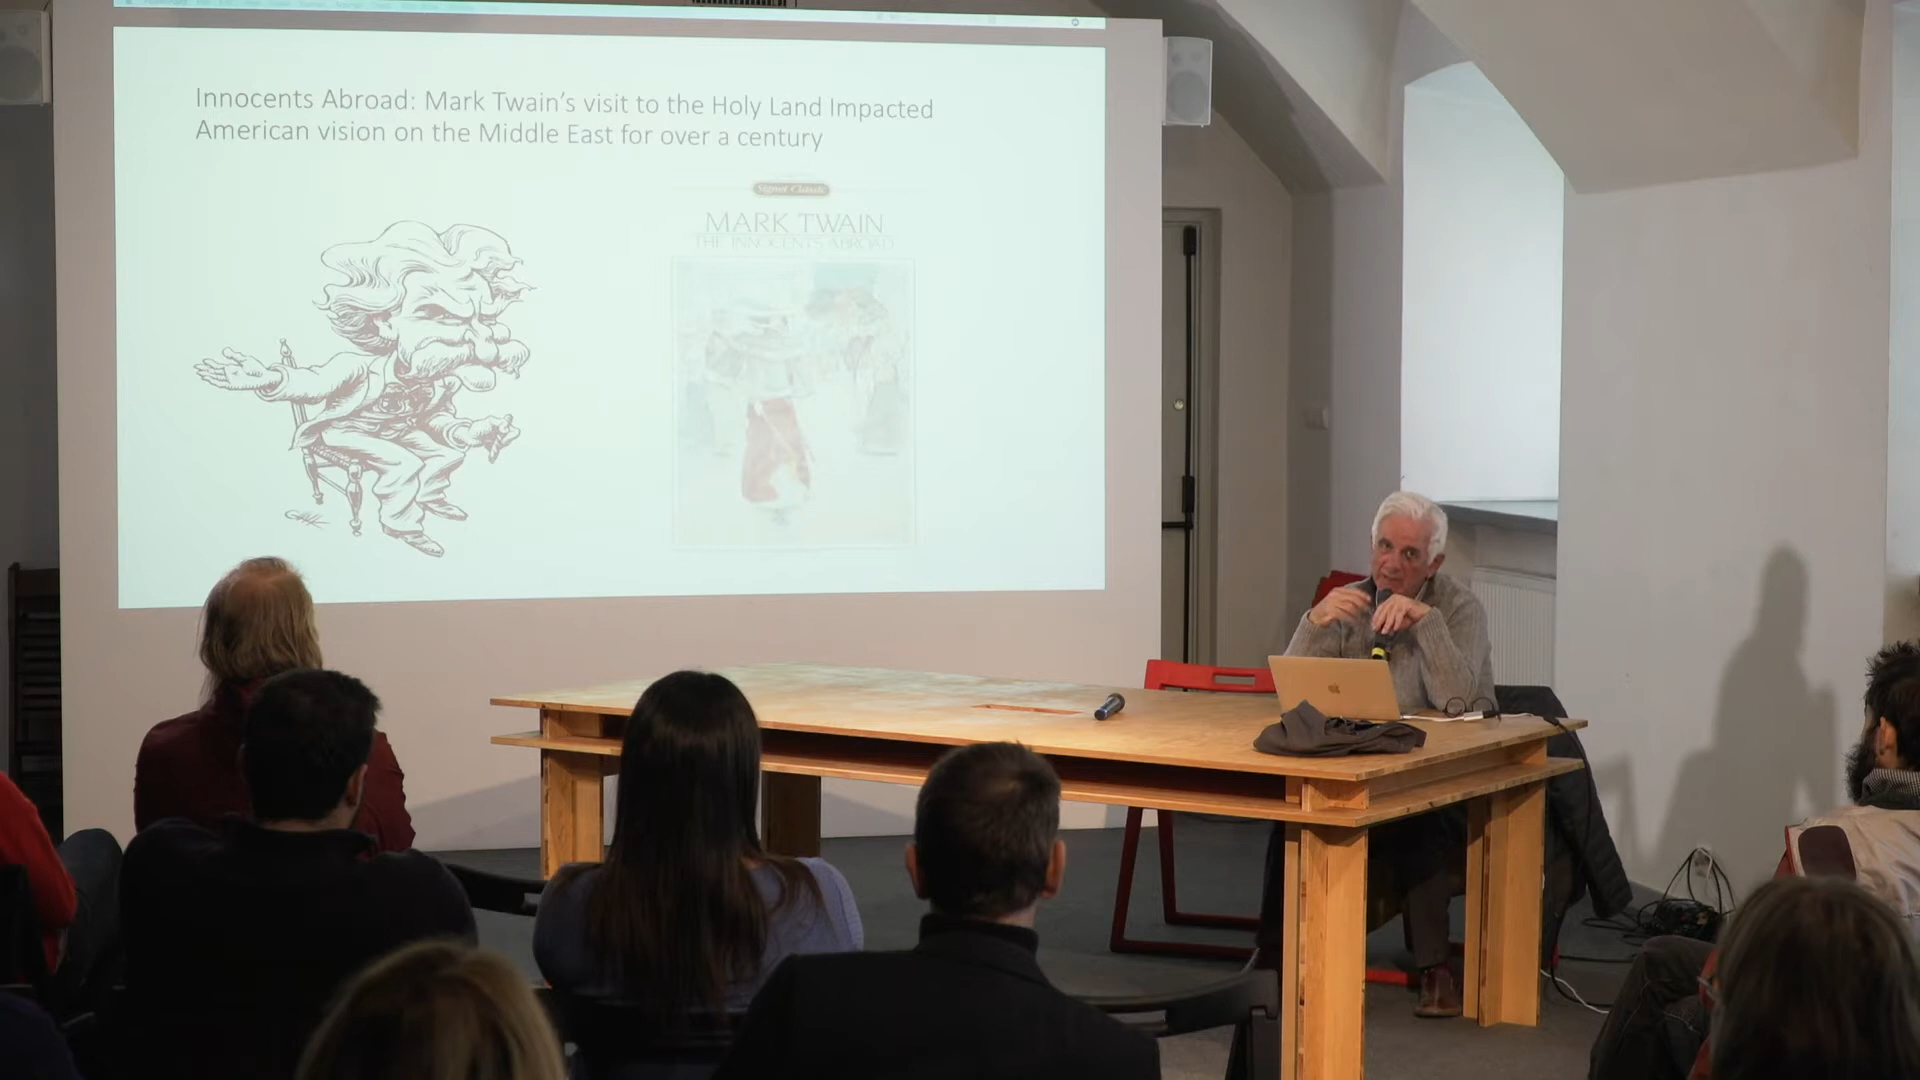 Innocents Abroad: Mark Twain's visit to the Holy Land Impacted
American vision on the Middle East for over a century
Signet Classic
MARK TWAIN
THE INNOCENTS ABROAD